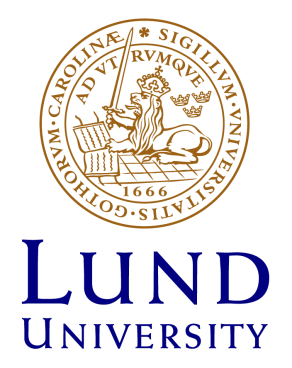 SIGILLVM·VNIVERSITATIS·GOTHORVM·CAROLINÆ
AD VTRVMQVE
1666
LUND
UNIVERSITY